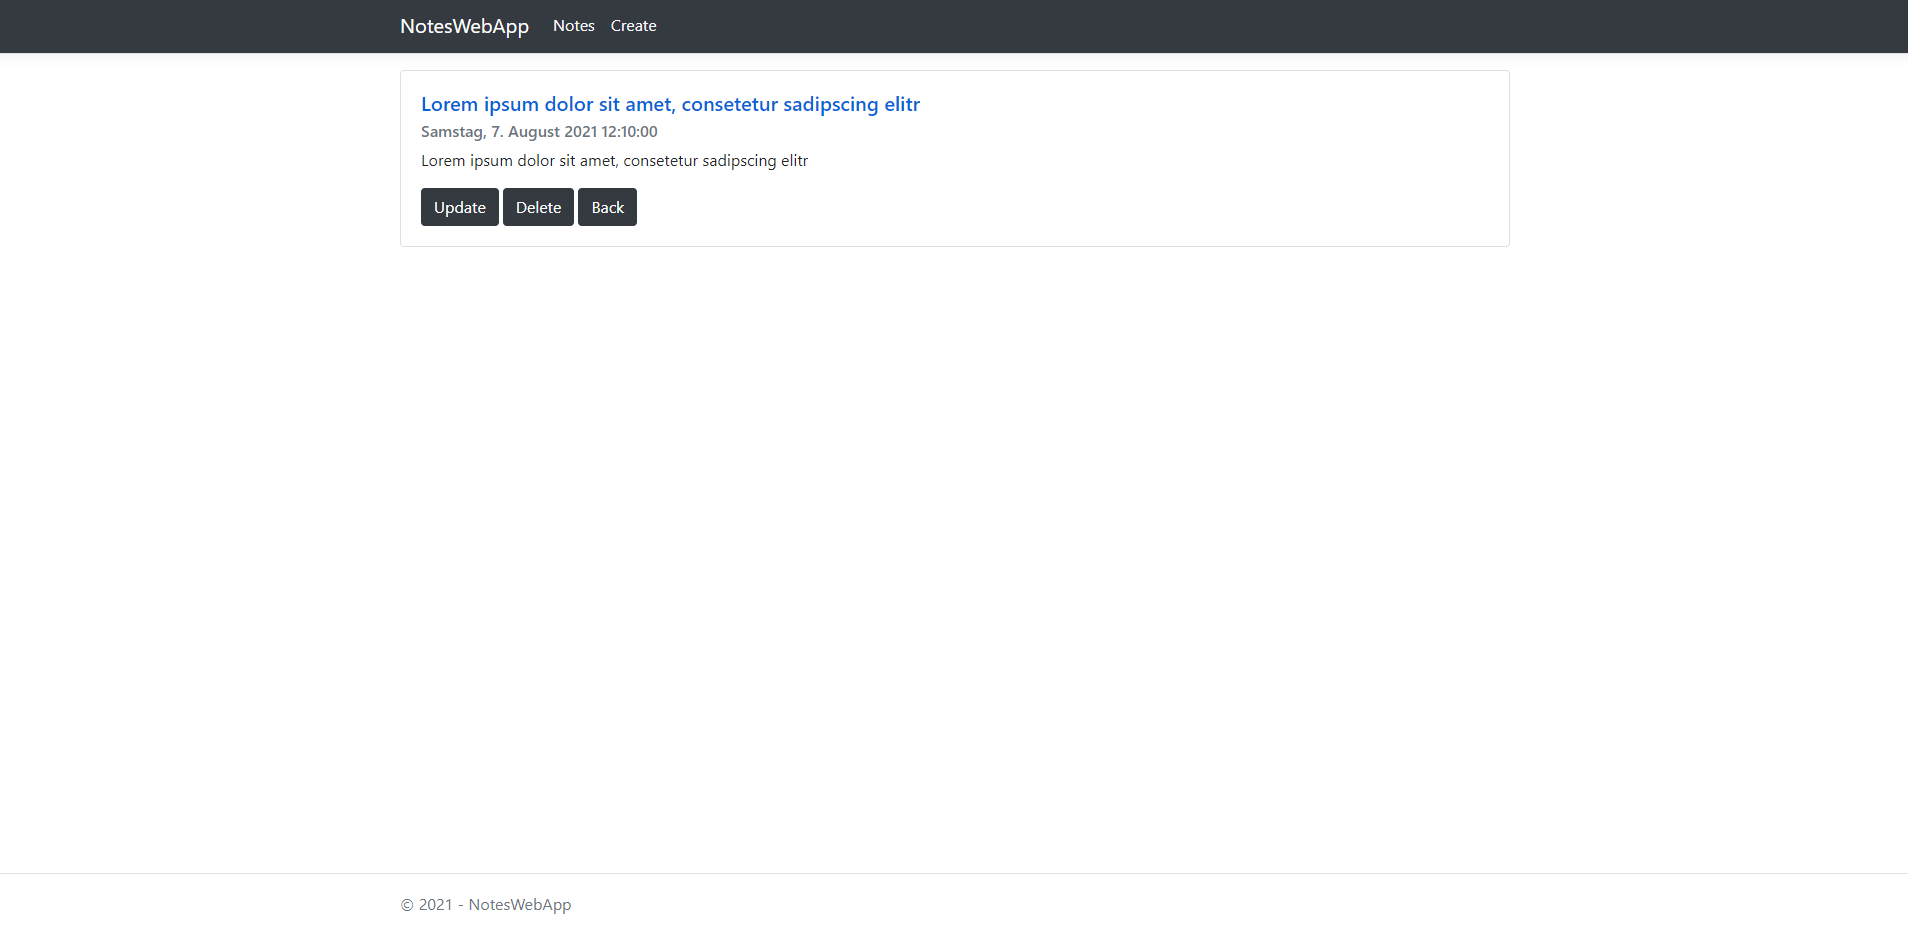 NotesWebApp Notes Create
Lorem ipsum dolor sit amet, consetetur sadipscing elitr
Samstag, 7. August 2021 12:10:00
Lorem ipsum dolor sit amet, consetetur sadipscing elitr
Update Delete Back
© 2021 - NotesWebApp